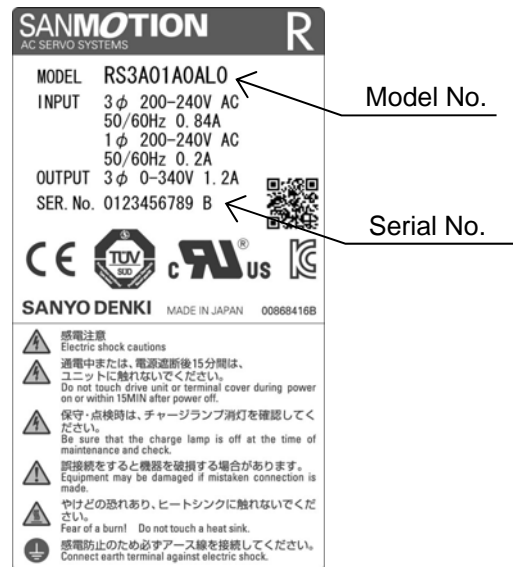 SANMOTION R
AC SERVO SYSTEMS
MODEL RS3A01A0AL0
Model No.
INPUT 3φ 200-240V AC
50/60Hz 0.84A
1φ 200-240V AC
50/60Hz 0.2A
OUTPUT 3φ 0-340V 1.2A
SER. No. 0123456789 B
Serial No.
CE TÜV SÜD c RU ® us KC
SANYO DENKI MADE IN JAPAN 00868416B
感電注意
Electric shock cautions
通電中または、電源遮断後15分間は、
ユニットに触れないでください。
Do not touch drive unit or terminal cover during power
on or within 15MIN after power off.
保守・点検時は、チャージランプ消灯を確認してく
ださい。
Be sure that the charge lamp is off at the time of
maintenance and check.
誤接続をすると機器を破損する場合があります。
Equipment may be damaged if mistaken connection is
made.
やけどの恐れあり、ヒートシンクに触れないでくだ
さい。
Fear of a burn! Do not touch a heat sink.
感電防止のため必ずアース線を接続してください。
Connect earth terminal against electric shock.